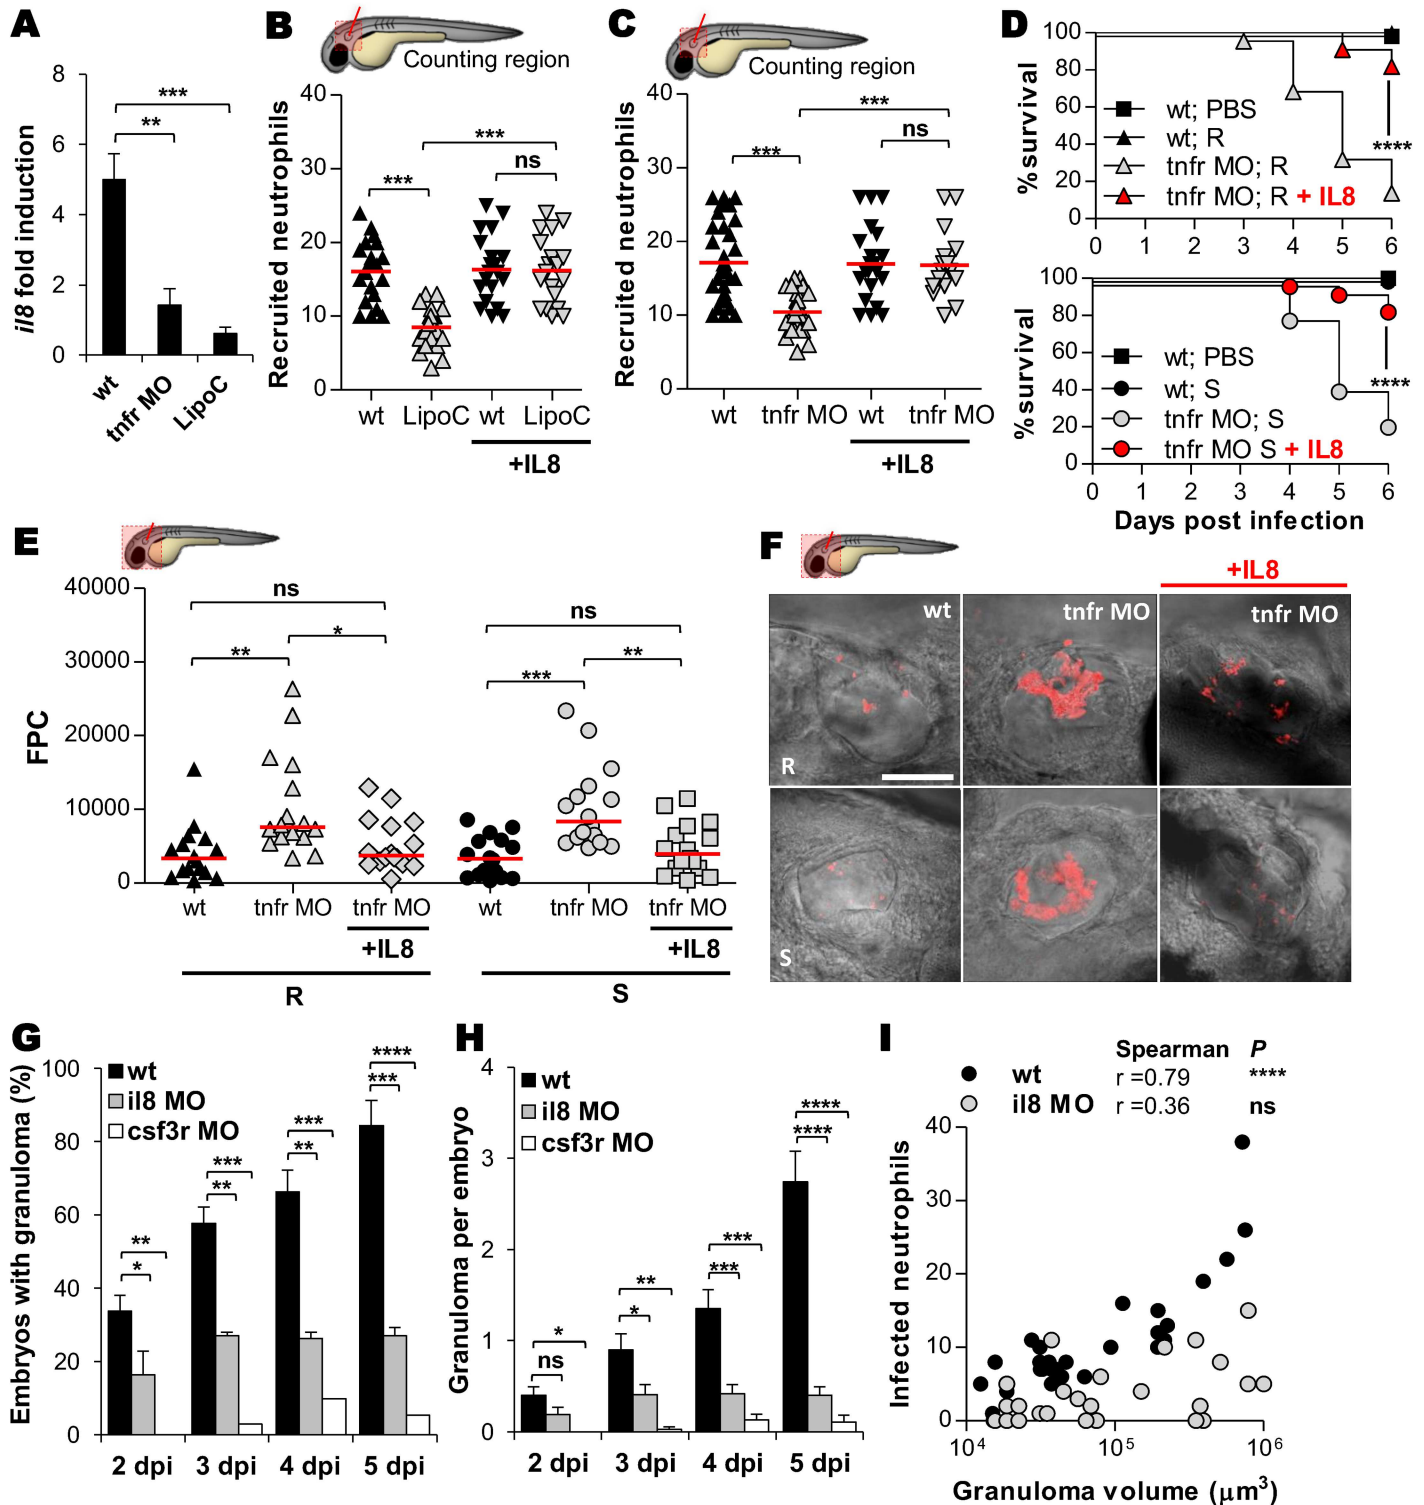 A
il8 fold induction
8
6
4
2
0
***
**
wt
tnfr MO
LipoC
B
Counting region
Recruited neutrophils
40
30
20
10
0
***
***
ns
wt LipoC wt LipoC
+IL8
C
Counting region
Recruited neutrophils
40
30
20
10
0
***
***
ns
wt tnfr MO wt tnfr MO
+IL8
D
%survival
100
80
60
40
20
0
wt; PBS
wt; R
tnfr MO; R
tnfr MO; R + IL8
****
0 1 2 3 4 5 6
%survival
100
80
60
40
20
0
wt; PBS
wt; S
tnfr MO; S
tnfr MO S + IL8
****
0 1 2 3 4 5 6
Days post infection
E
FPC
40000
30000
20000
10000
0
ns
**
*
ns
***
**
wt tnfr MO tnfr MO wt tnfr MO tnfr MO
+IL8 +IL8
R S
F
+IL8
wt tnfr MO tnfr MO
R
S
G
Embryos with granuloma (%)
100
80
60
40
20
0
wt
il8 MO
csf3r MO
**
*
***
**
***
**
****
***
2 dpi 3 dpi 4 dpi 5 dpi
H
Granuloma per embryo
4
3
2
1
0
wt
il8 MO
csf3r MO
*
ns
**
*
***
***
****
****
2 dpi 3 dpi 4 dpi 5 dpi
I
Spearman P
wt r =0.79 ****
il8 MO r =0.36 ns
Infected neutrophils
40
30
20
10
0
10⁴ 10⁵ 10⁶
Granuloma volume (µm³)